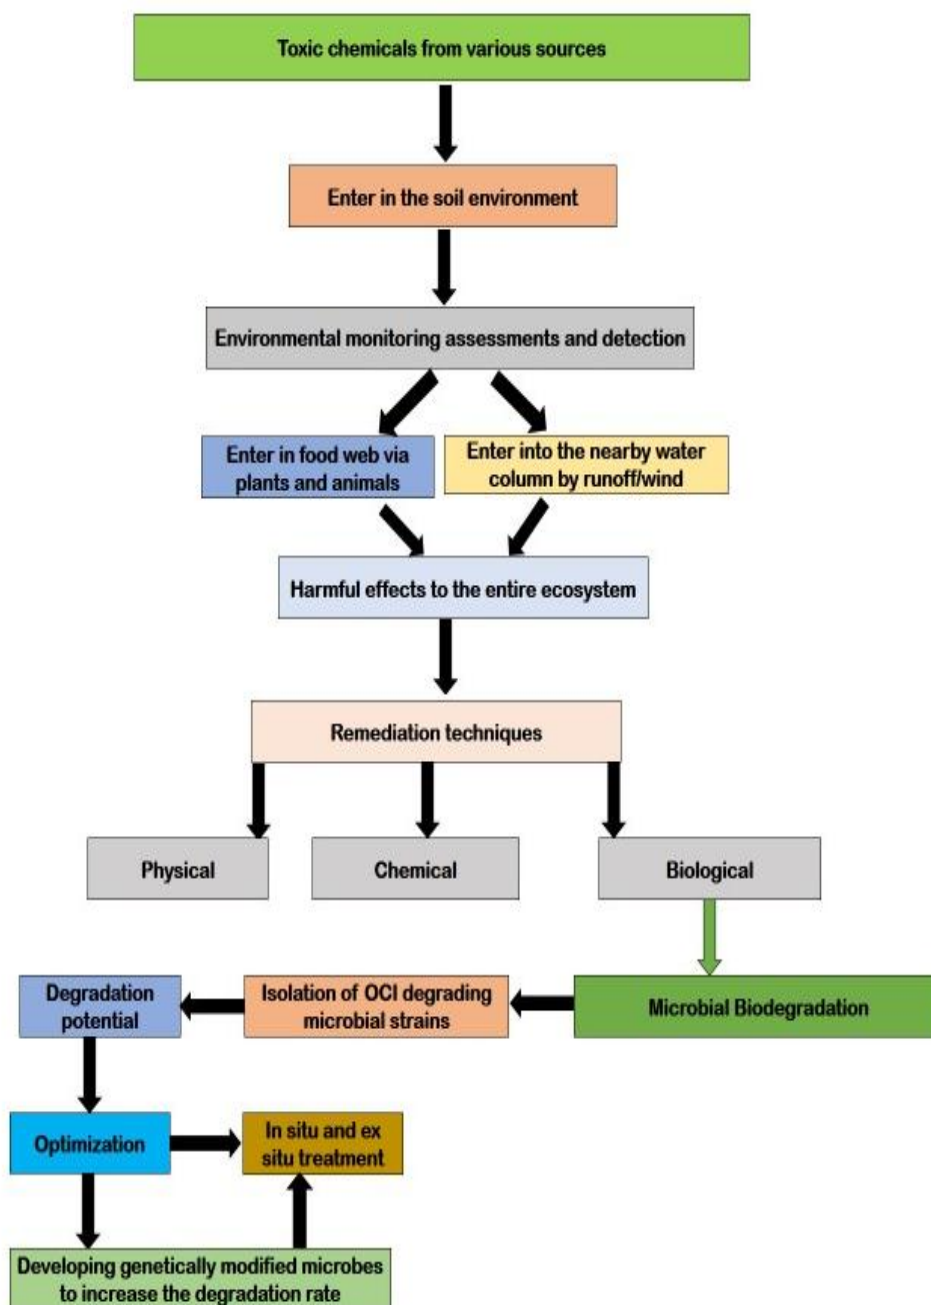 Toxic chemicals from various sources
Enter in the soil environment
Environmental monitoring assessments and detection
Enter in food web via
plants and animals
Enter into the nearby water
column by runoff/wind
Harmful effects to the entire ecosystem
Remediation techniques
Physical
Chemical
Biological
Degradation
potential
Isolation of OCI degrading
microbial strains
Microbial Biodegradation
Optimization
In situ and ex
situ treatment
Developing genetically modified microbes
to increase the degradation rate